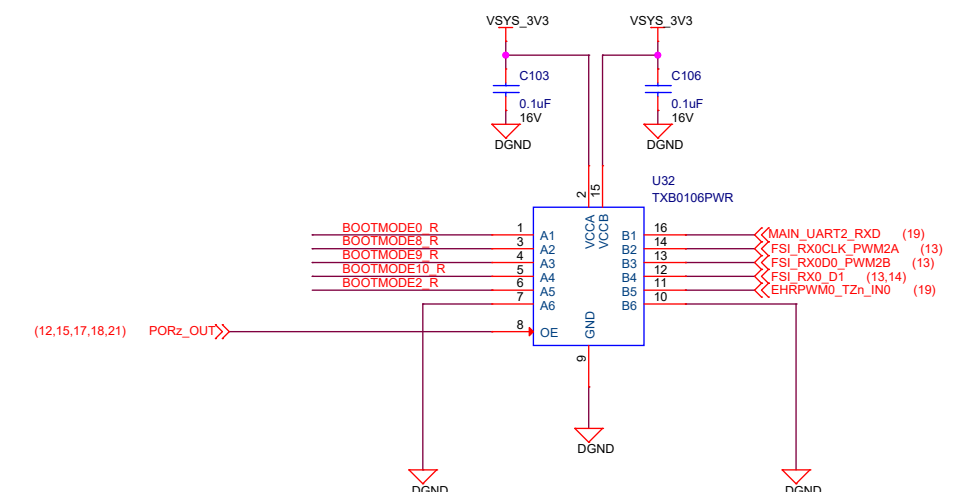 VSYS_3V3
VSYS_3V3
C103
C106
0.1uF
0.1uF
16V
16V
DGND
DGND
U32
TXB0106PWR
2
15
VCCA
VCCB
BOOTMODE0_R
1
A1
B1
16
MAIN_UART2_RXD (19)
BOOTMODE8_R
3
A2
B2
14
FSI_RX0CLK_PWM2A (13)
BOOTMODE9_R
4
A3
B3
13
FSI_RX0D0_PWM2B (13)
BOOTMODE10_R
5
A4
B4
12
FSI_RX0_D1 (13,14)
BOOTMODE2_R
6
A5
B5
11
EHRPWM0_TZn_IN0 (19)
7
A6
B6
10
(12,15,17,18,21) PORz_OUT
8
OE
GND
9
DGND
DGND
DGND